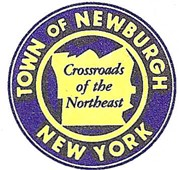 TOWN OF NEWBURGH
Crossroads
of the
Northeast
NEW YORK